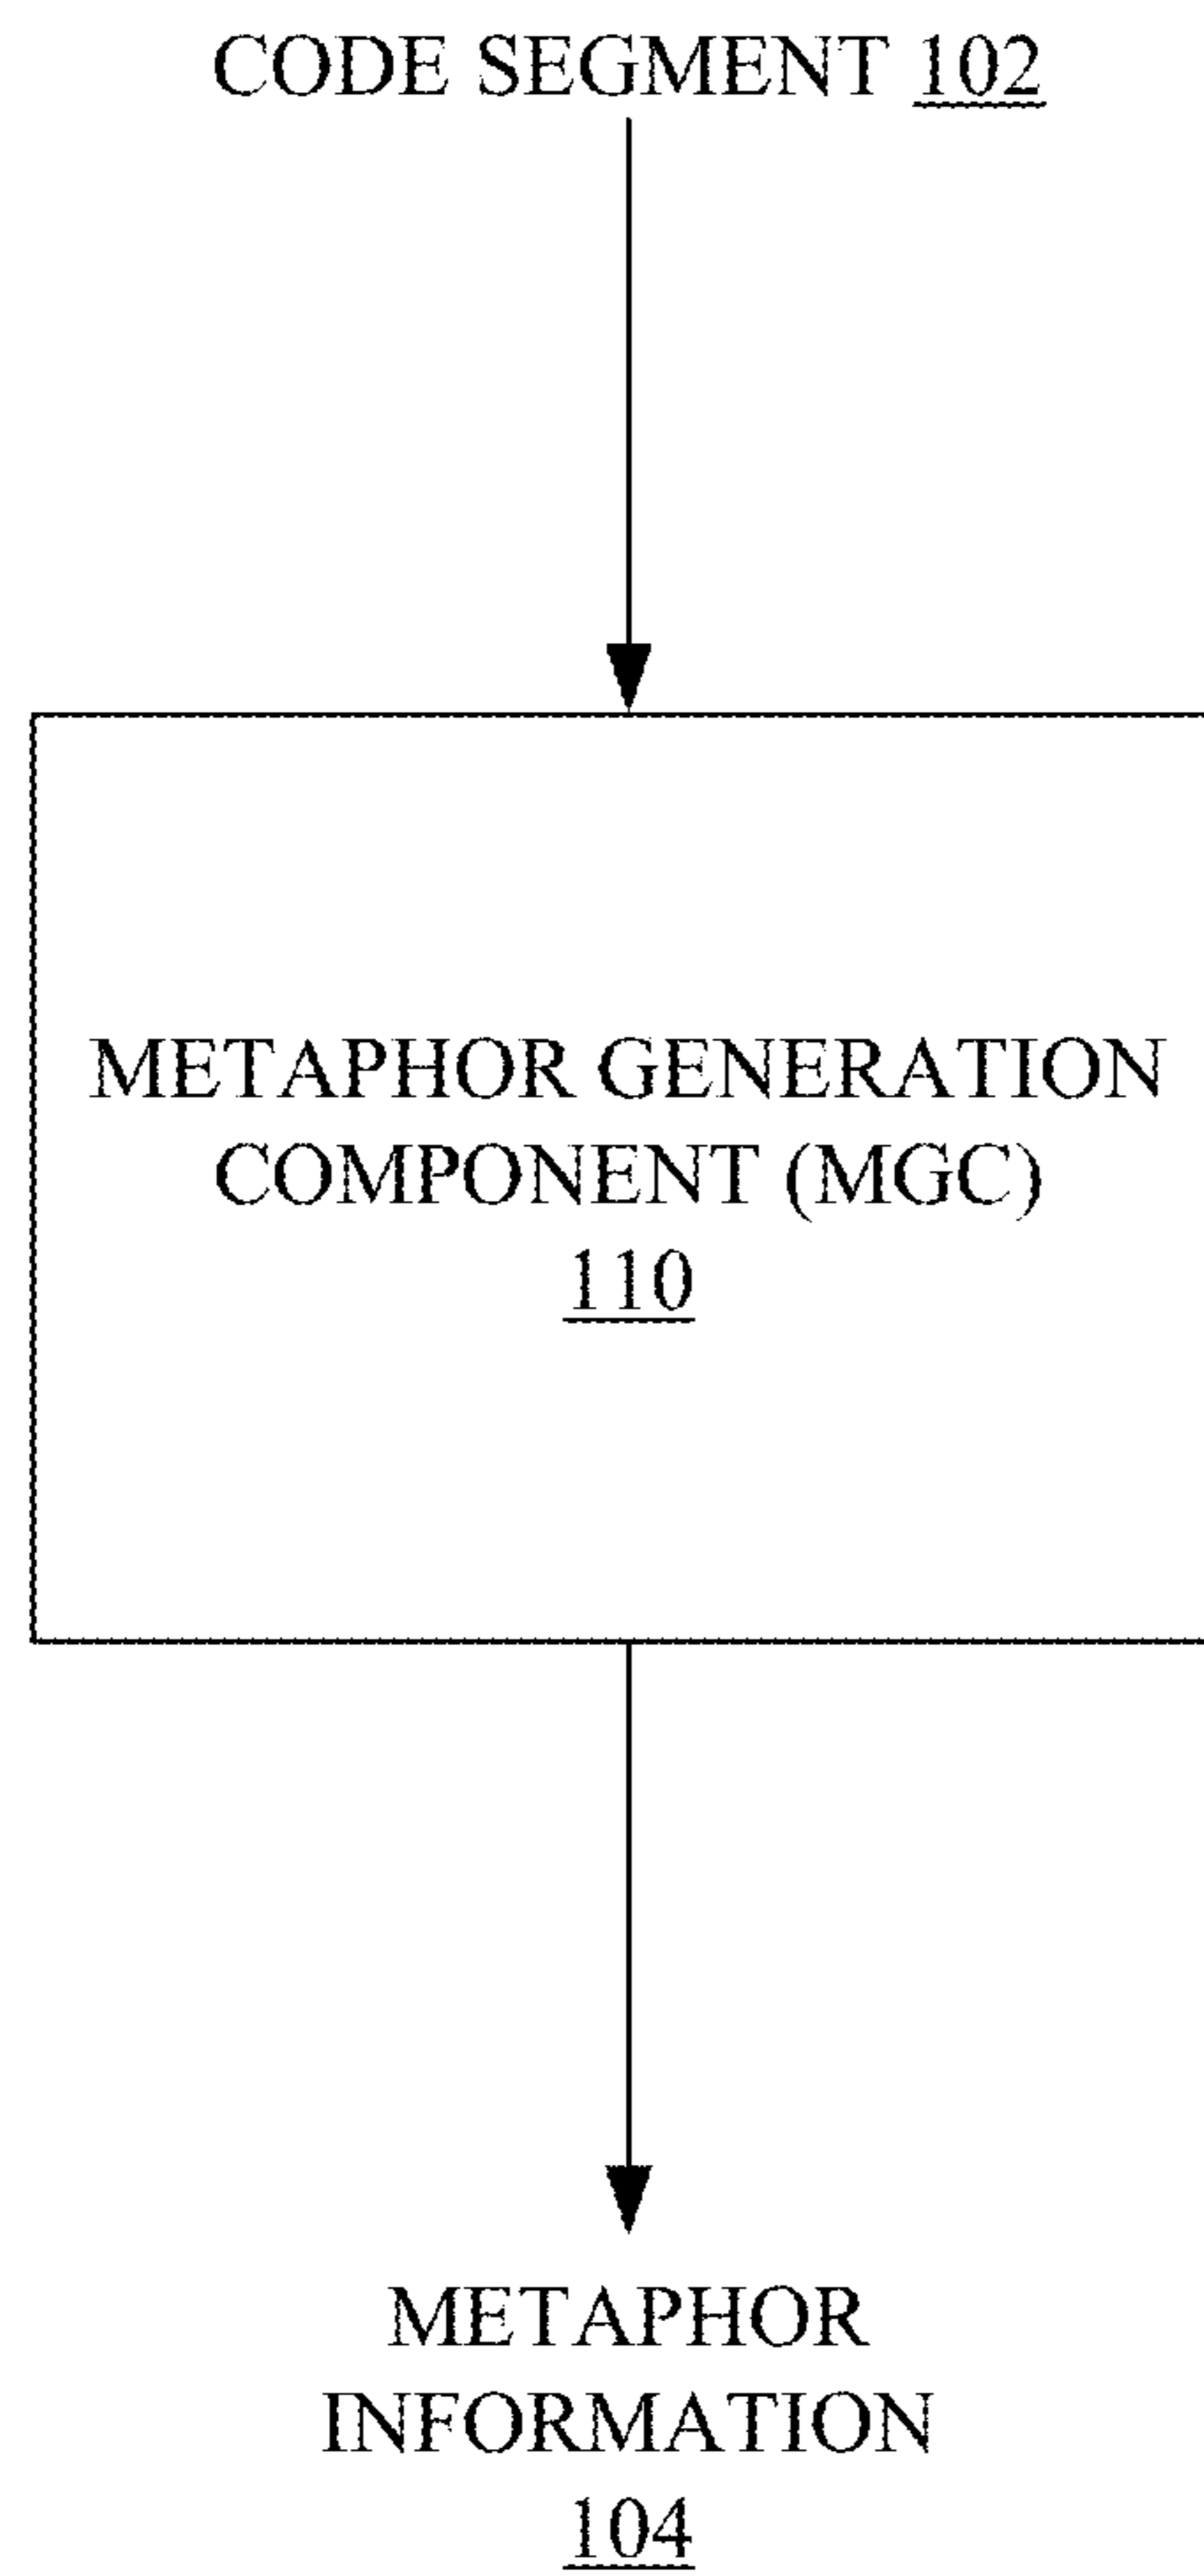 CODE SEGMENT 102
METAPHOR GENERATION
COMPONENT (MGC)
110
METAPHOR
INFORMATION
104